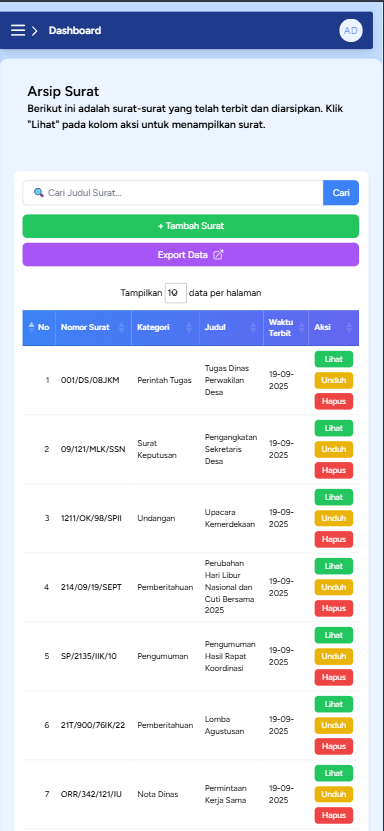 Dashboard
AD
Arsip Surat
Berikut ini adalah surat-surat yang telah terbit dan diarsipkan. Klik
"Lihat" pada kolom aksi untuk menampilkan surat.
Cari Judul Surat...
Cari
+ Tambah Surat
Export Data
Tampilkan 10 data per halaman
No Nomor Surat Kategori Judul Waktu Terbit Aksi
1 001/DS/08JKM Perintah Tugas Tugas Dinas Perwakilan Desa 19-09-2025 Lihat Unduh Hapus
2 09/121/MLK/SSN Surat Keputusan Pengangkatan Sekretaris Desa 19-09-2025 Lihat Unduh Hapus
3 1211/OK/98/SPII Undangan Upacara Kemerdekaan 19-09-2025 Lihat Unduh Hapus
4 214/09/19/SEPT Pemberitahuan Perubahan Hari Libur Nasional dan Cuti Bersama 2025 19-09-2025 Lihat Unduh Hapus
5 SP/2135/IIK/10 Pengumuman Pengumuman Hasil Rapat Koordinasi 19-09-2025 Lihat Unduh Hapus
6 21T/900/76IK/22 Pemberitahuan Lomba Agustusan 19-09-2025 Lihat Unduh Hapus
7 ORR/342/121/IU Nota Dinas Permintaan Kerja Sama 19-09-2025 Lihat Unduh Hapus